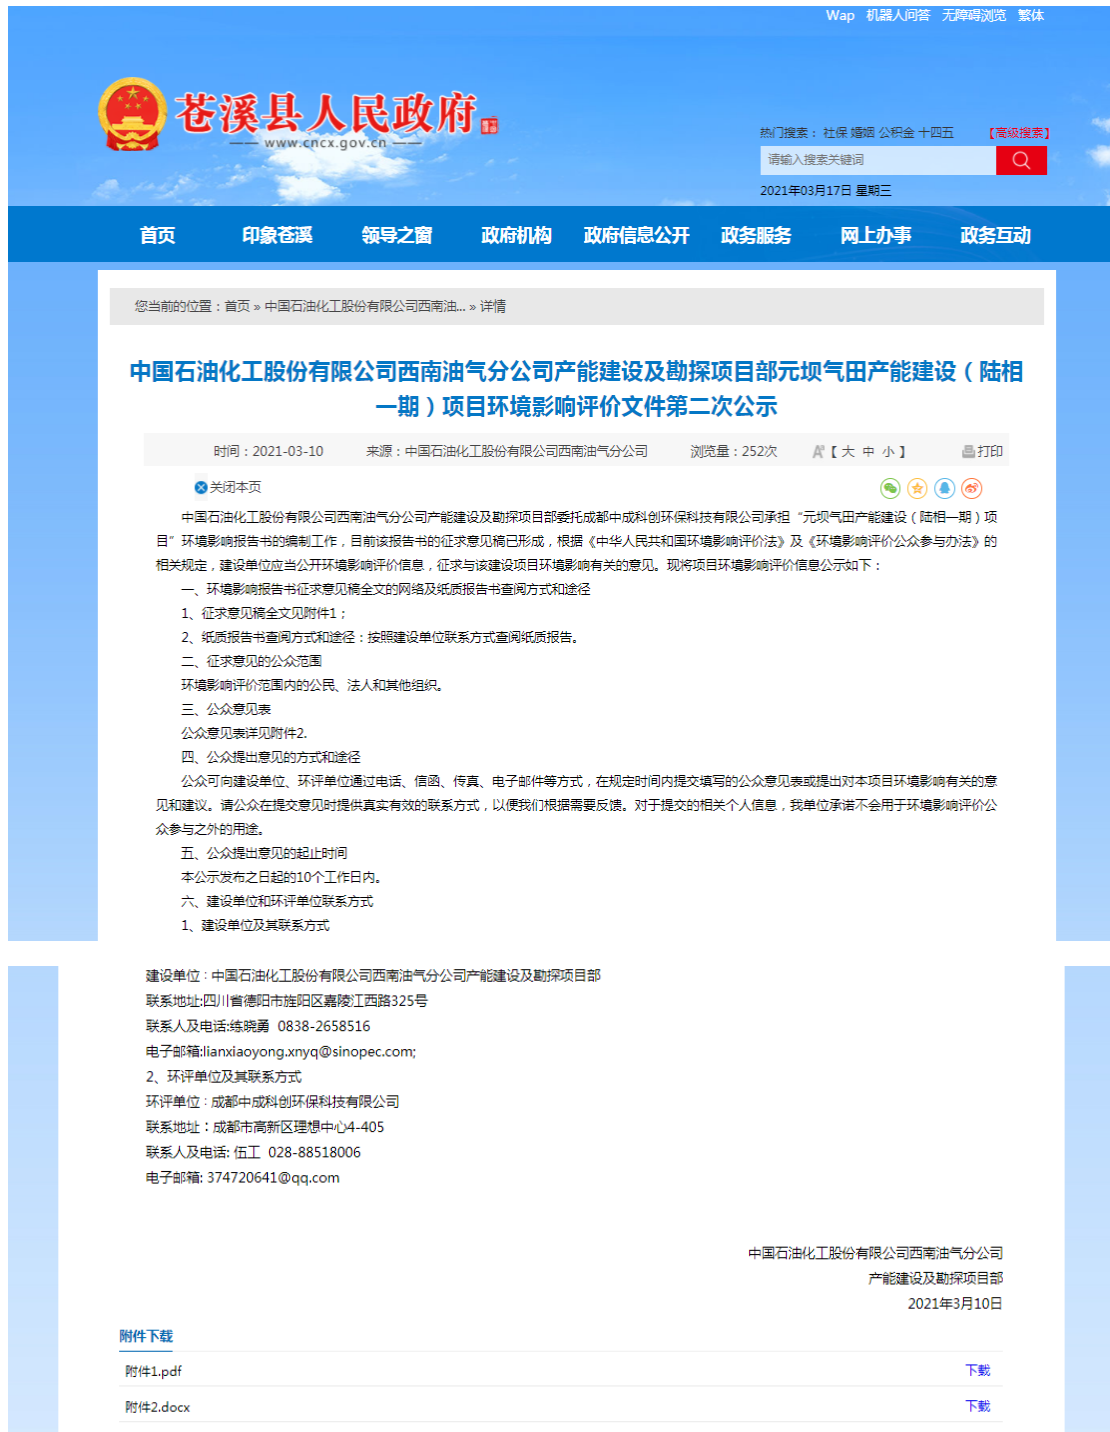 Wap 机器人问答 无障碍浏览 繁体
苍溪县人民政府
www.cncx.gov.cn
热门搜索： 社保 婚姻 公积金 十四五 【高级搜索】
请输入搜索关键词
2021年03月17日 星期三
首页 印象苍溪 领导之窗 政府机构 政府信息公开 政务服务 网上办事 政务互动
您当前的位置：首页 » 中国石油化工股份有限公司西南油... » 详情
中国石油化工股份有限公司西南油气分公司产能建设及勘探项目部元坝气田产能建设（陆相
一期）项目环境影响评价文件第二次公示
时间：2021-03-10 来源：中国石油化工股份有限公司西南油气分公司 浏览量：252次 【 大 中 小 】 打印
关闭本页
中国石油化工股份有限公司西南油气分公司产能建设及勘探项目部委托成都中成科创环保科技有限公司承担“元坝气田产能建设（陆相一期）项
目”环境影响报告书的编制工作，目前该报告书的征求意见稿已形成，根据《中华人民共和国环境影响评价法》及《环境影响评价公众参与办法》的
相关规定，建设单位应当公开环境影响评价信息，征求与该建设项目环境影响有关的意见。现将项目环境影响评价信息公示如下：
一、环境影响报告书征求意见稿全文的网络及纸质报告书查阅方式和途径
1、征求意见稿全文见附件1；
2、纸质报告书查阅方式和途径：按照建设单位联系方式查阅纸质报告。
二、征求意见的公众范围
环境影响评价范围内的公民、法人和其他组织。
三、公众意见表
公众意见表详见附件2.
四、公众提出意见的方式和途径
公众可向建设单位、环评单位通过电话、信函、传真、电子邮件等方式，在规定时间内提交填写的公众意见表或提出对本项目环境影响有关的意
见和建议。请公众在提交意见时提供真实有效的联系方式，以便我们根据需要反馈。对于提交的相关个人信息，我单位承诺不会用于环境影响评价公
众参与之外的用途。
五、公众提出意见的起止时间
本公示发布之日起的10个工作日内。
六、建设单位和环评单位联系方式
1、建设单位及其联系方式
建设单位：中国石油化工股份有限公司西南油气分公司产能建设及勘探项目部
联系地址:四川省德阳市旌阳区嘉陵江西路325号
联系人及电话:练晓勇 0838-2658516
电子邮箱:lianxiaoyong.xnyq@sinopec.com;
2、环评单位及其联系方式
环评单位：成都中成科创环保科技有限公司
联系地址：成都市高新区理想中心4-405
联系人及电话: 伍工 028-88518006
电子邮箱: 374720641@qq.com
中国石油化工股份有限公司西南油气分公司
产能建设及勘探项目部
2021年3月10日
附件下载
附件1.pdf 下载
附件2.docx 下载